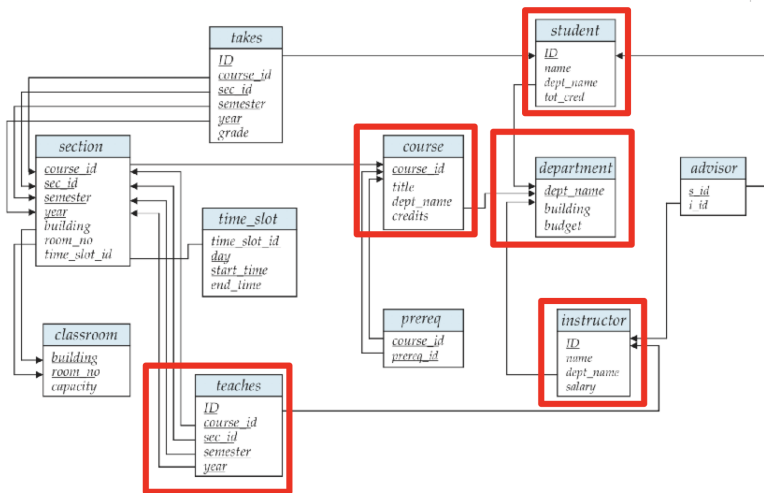 takes
ID
course_id
sec_id
semester
year
grade
student
ID
name
dept_name
tot_cred
section
course_id
sec_id
semester
year
building
room_no
time_slot_id
course
course_id
title
dept_name
credits
department
dept_name
building
budget
advisor
s_id
i_id
time_slot
time_slot_id
day
start_time
end_time
classroom
building
room_no
capacity
prereq
course_id
prereq_id
instructor
ID
name
dept_name
salary
teaches
ID
course_id
sec_id
semester
year